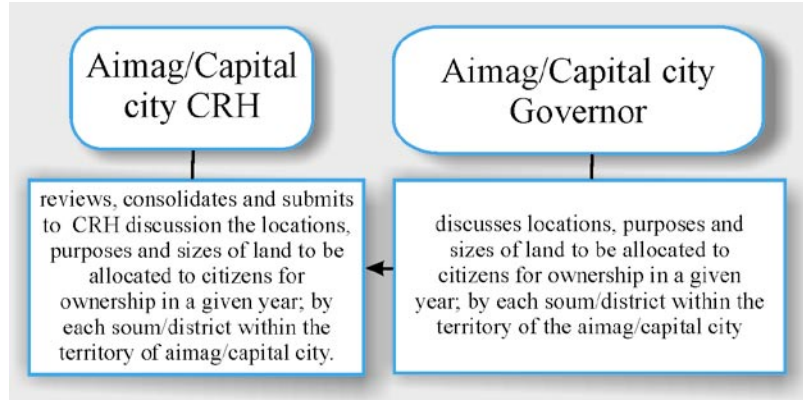 Aimag/Capital
city CRH
Aimag/Capital city
Governor
reviews, consolidates and submits
to CRH discussion the locations,
purposes and sizes of land to be
allocated to citizens for
ownership in a given year; by
each soum/district within the
territory of aimag/capital city.
discusses locations, purposes and
sizes of land to be allocated to
citizens for ownership in a given
year; by each soum/district within the
territory of the aimag/capital city